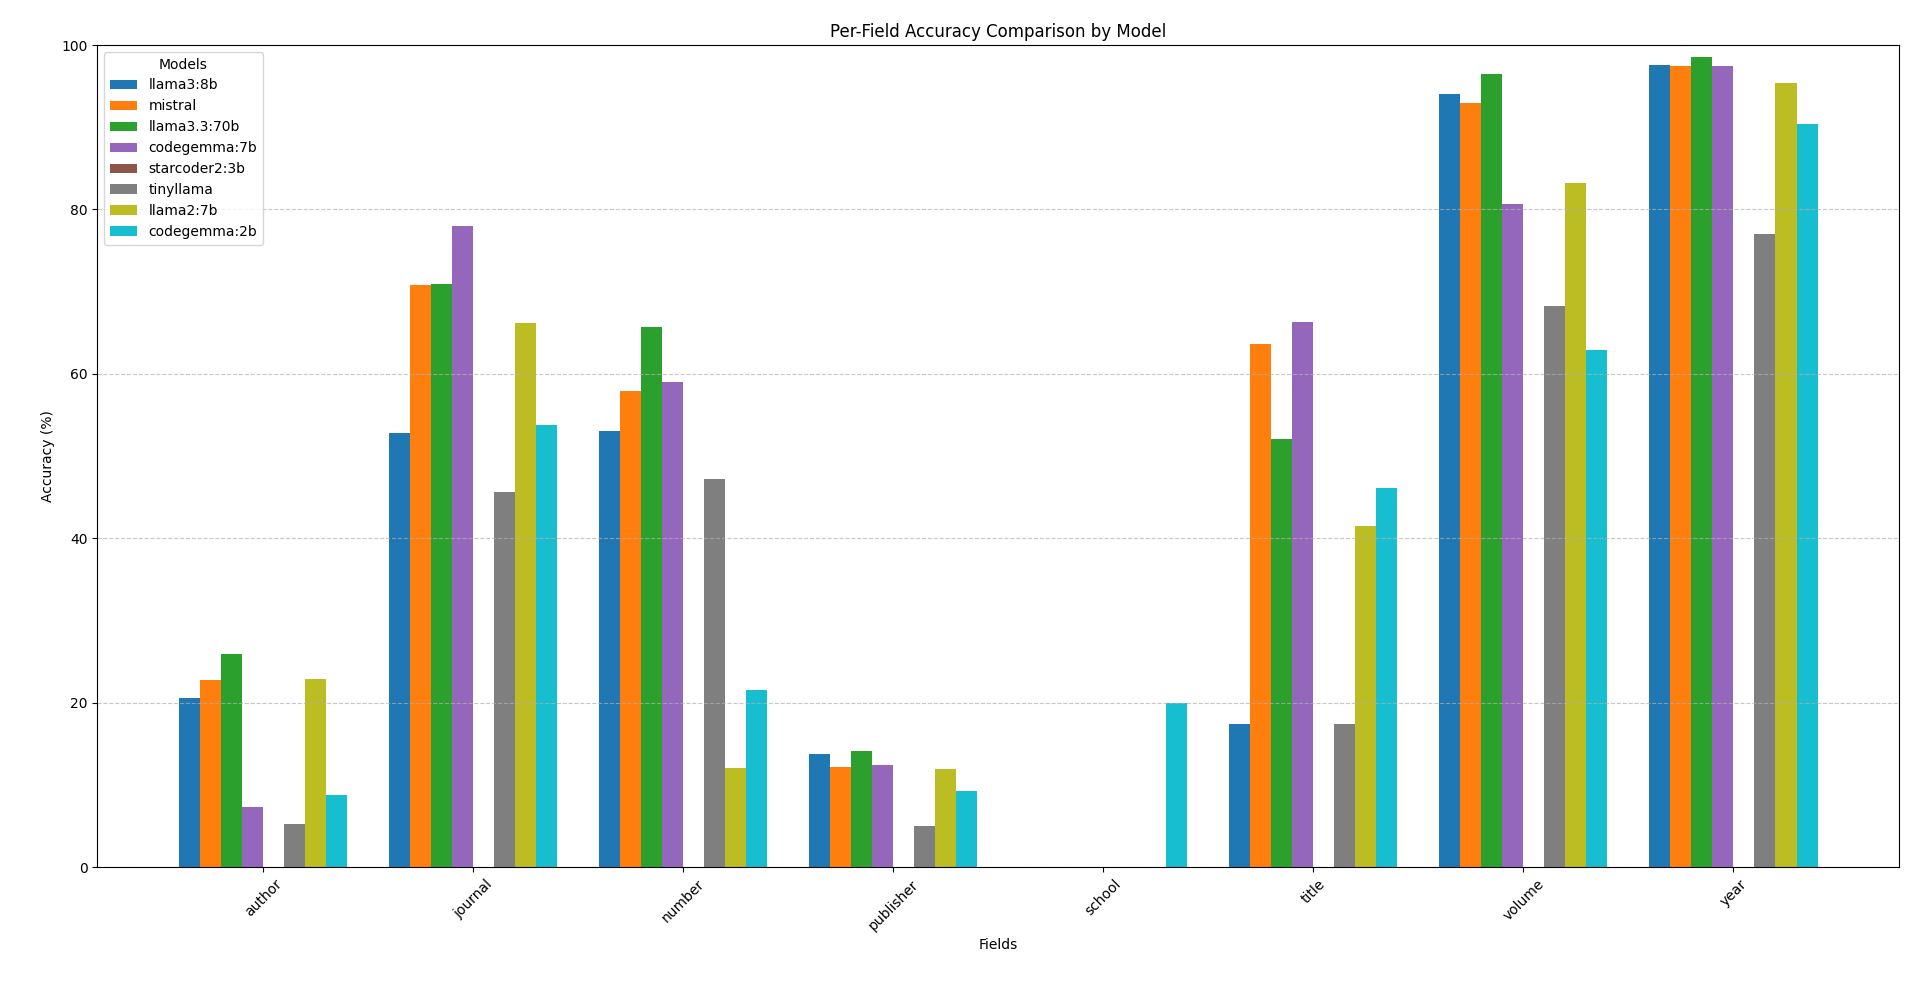 Per-Field Accuracy Comparison by Model
100
80
60
40
20
0
Accuracy (%)
Models
llama3:8b
mistral
llama3.3:70b
codegemma:7b
starcoder2:3b
tinyllama
llama2:7b
codegemma:2b
author
journal
number
publisher
school
title
volume
year
Fields